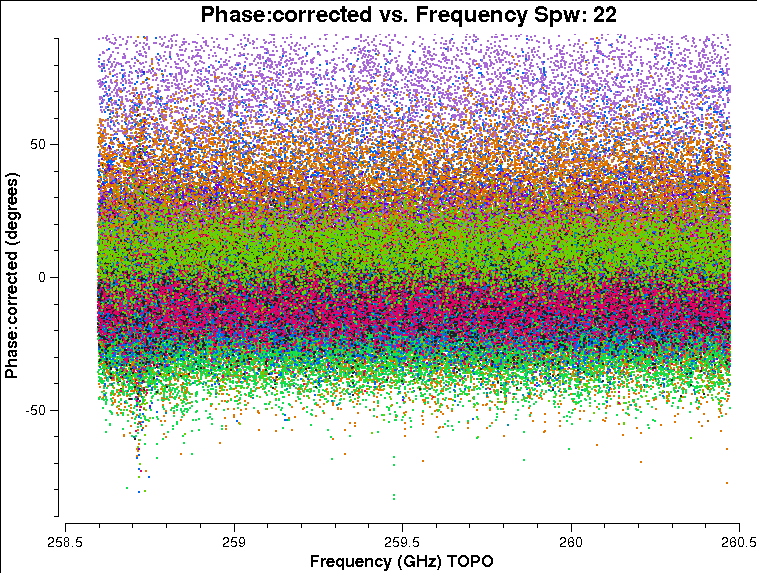 Phase:corrected vs. Frequency Spw: 22
Phase:corrected (degrees)
50
0
-50
258.5
259
259.5
260
260.5
Frequency (GHz) TOPO